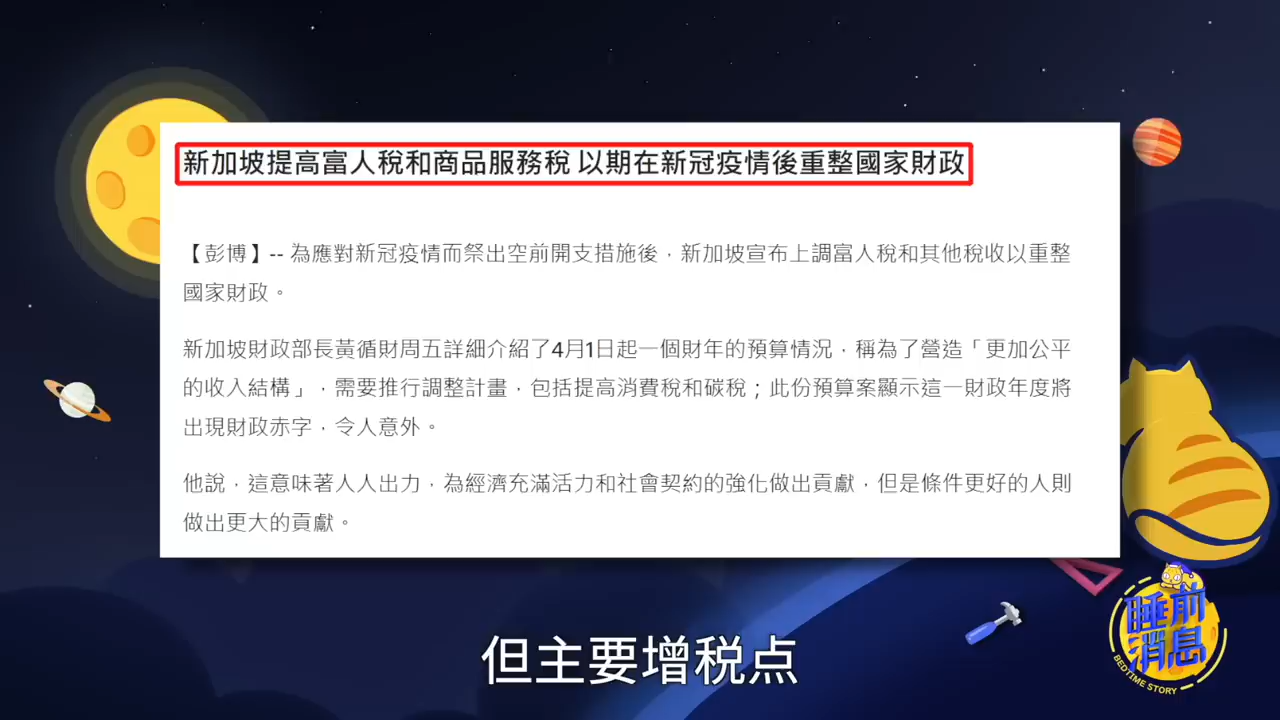 新加坡提高富人稅和商品服務稅 以期在新冠疫情後重整國家財政
【彭博】-- 為應對新冠疫情而祭出空前開支措施後，新加坡宣布上調富人稅和其他稅收以重整
國家財政。
新加坡財政部長黃循財周五詳細介紹了4月1日起一個財年的預算情況，稱為了營造「更加公平
的收入結構」，需要推行調整計畫，包括提高消費稅和碳稅；此份預算案顯示這一財政年度將
出現財政赤字，令人意外。
他說，這意味著人人出力，為經濟充滿活力和社會契約的強化做出貢獻，但是條件更好的人則
做出更大的貢獻。
睡前
消息
BEDTIME STORY
但主要增税点